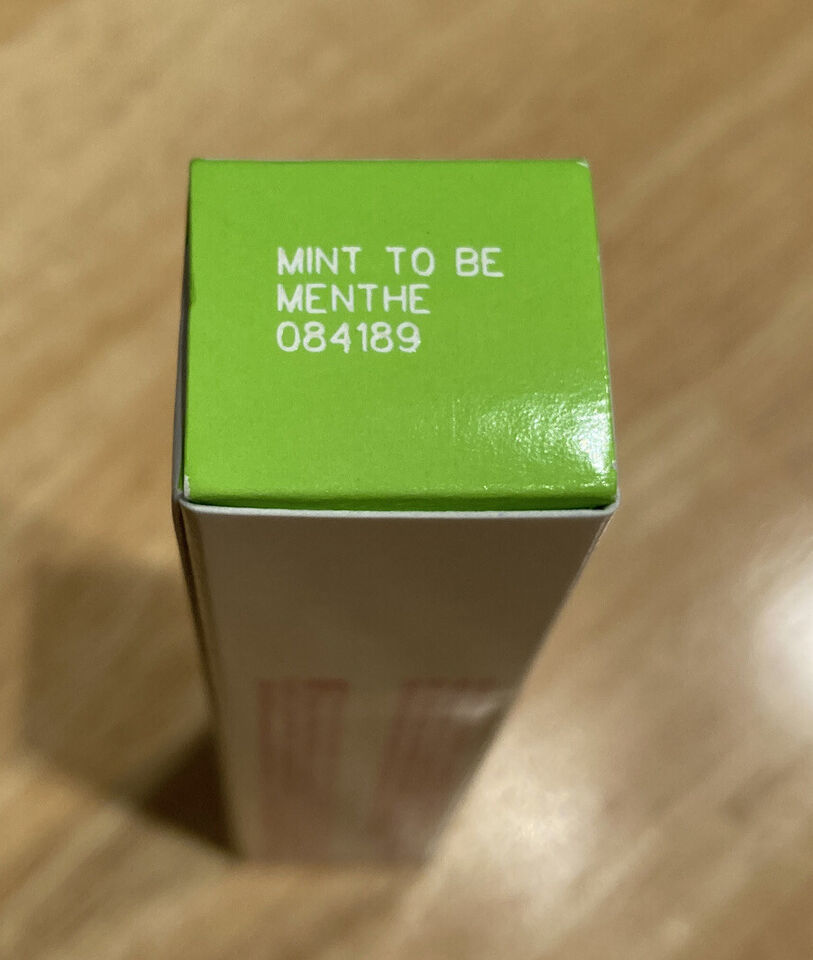 MINT TO BE
MENTHE
084189